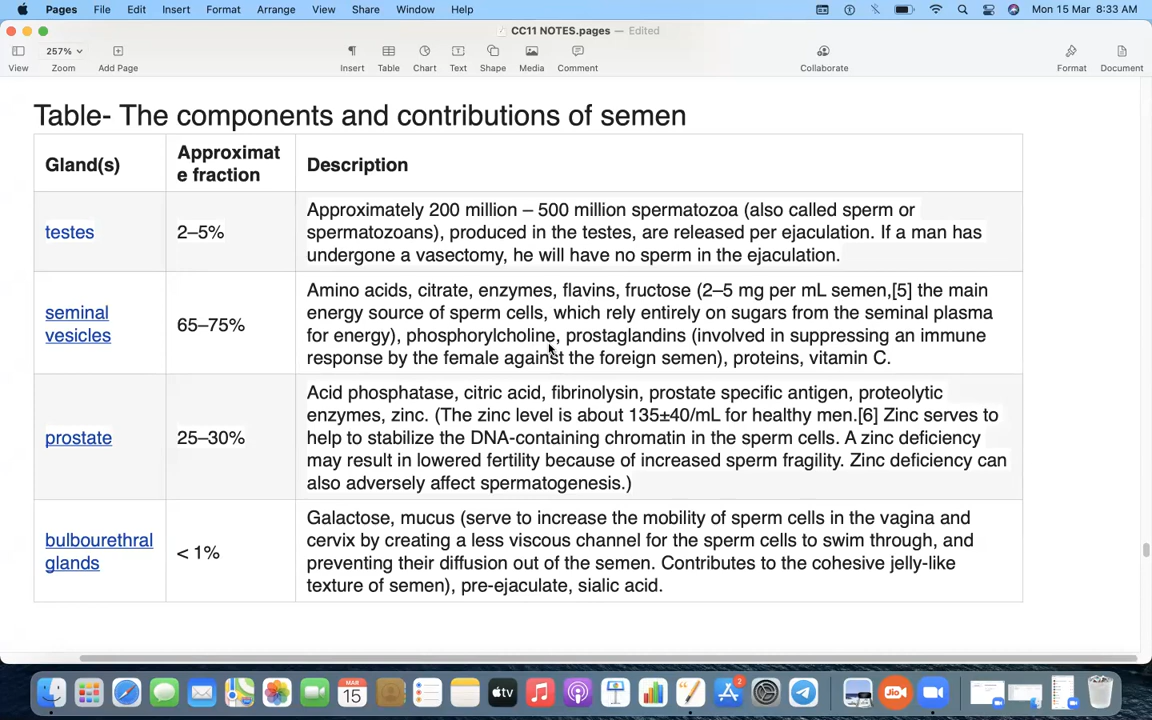 Pages File Edit Insert Format Arrange View Share Window Help Mon 15 Mar 8:33 AM
CC11 NOTES.pages — Edited
257%
View Zoom Add Page Insert Table Chart Text Shape Media Comment Collaborate Format Document
Table- The components and contributions of semen
Gland(s)
Approximat
e fraction
Description
testes
2–5%
Approximately 200 million – 500 million spermatozoa (also called sperm or
spermatozoans), produced in the testes, are released per ejaculation. If a man has
undergone a vasectomy, he will have no sperm in the ejaculation.
seminal
vesicles
65–75%
Amino acids, citrate, enzymes, flavins, fructose (2–5 mg per mL semen,[5] the main
energy source of sperm cells, which rely entirely on sugars from the seminal plasma
for energy), phosphorylcholine, prostaglandins (involved in suppressing an immune
response by the female against the foreign semen), proteins, vitamin C.
prostate
25–30%
Acid phosphatase, citric acid, fibrinolysin, prostate specific antigen, proteolytic
enzymes, zinc. (The zinc level is about 135±40/mL for healthy men.[6] Zinc serves to
help to stabilize the DNA-containing chromatin in the sperm cells. A zinc deficiency
may result in lowered fertility because of increased sperm fragility. Zinc deficiency can
also adversely affect spermatogenesis.)
bulbourethral
glands
< 1%
Galactose, mucus (serve to increase the mobility of sperm cells in the vagina and
cervix by creating a less viscous channel for the sperm cells to swim through, and
preventing their diffusion out of the semen. Contributes to the cohesive jelly-like
texture of semen), pre-ejaculate, sialic acid.
MAR
15
tv
2
Jio